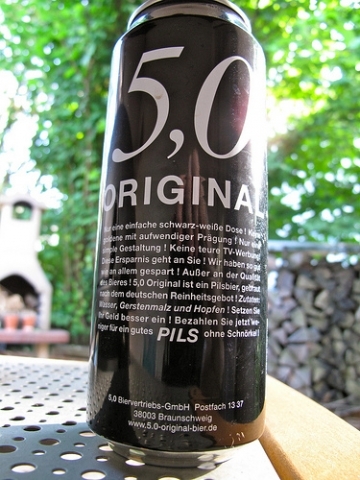 5,0
ORIGINAL
Nur eine einfache schwarz-weiße Dose!
goldene mit aufwendiger Prägung! Nur eine
simple Gestaltung! Keine teure TV-Werbung!
Diese Ersparnis geht an Sie! Wir haben so gut
wie an allem gespart! Außer an der Qualität
des Bieres! 5,0 Original ist ein Pilsbier, gebraut
nach dem deutschen Reinheitsgebot! Zutaten:
Wasser, Gerstenmalz und Hopfen! Setzen Sie
Ihr Geld besser ein! Bezahlen Sie jetzt we-
niger für ein gutes PILS ohne Schnörkel!
5,0 Biervertriebs-GmbH Postfach 13 37
38003 Braunschweig
www.5,0-original-bier.de